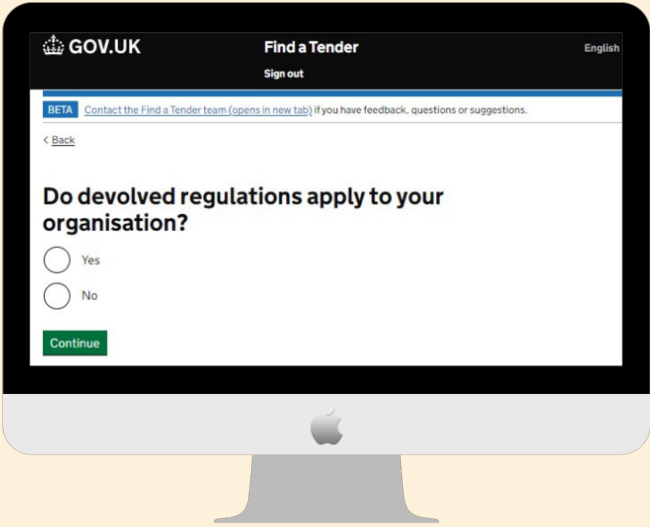 GOV.UK
Find a Tender
English
Sign out
BETA Contact the Find a Tender team (opens in new tab) if you have feedback, questions or suggestions.
< Back
Do devolved regulations apply to your
organisation?
Yes
No
Continue